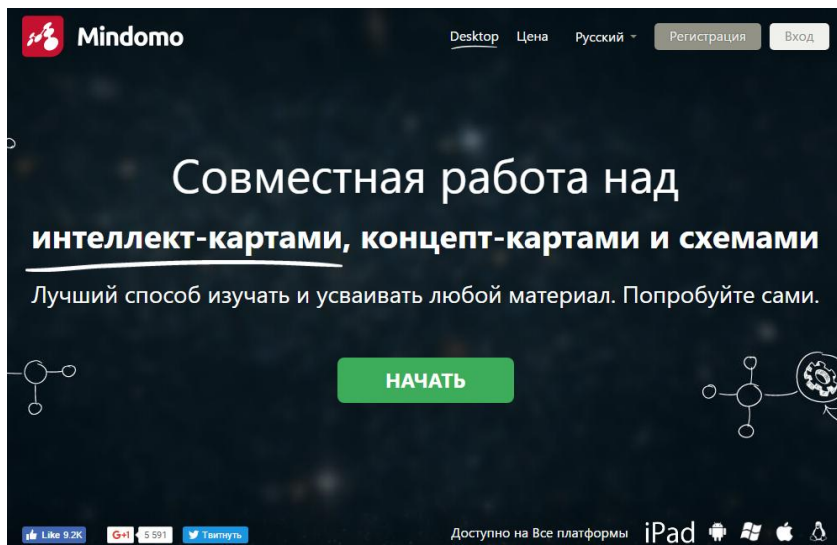 Mindomo
Desktop Цена Русский Регистрация Вход
Совместная работа над
интеллект-картами, концепт-картами и схемами
Лучший способ изучать и усваивать любой материал. Попробуйте сами.
НАЧАТЬ
Like 9.2K G+1 5 591 Твитнуть
Доступно на Все платформы iPad